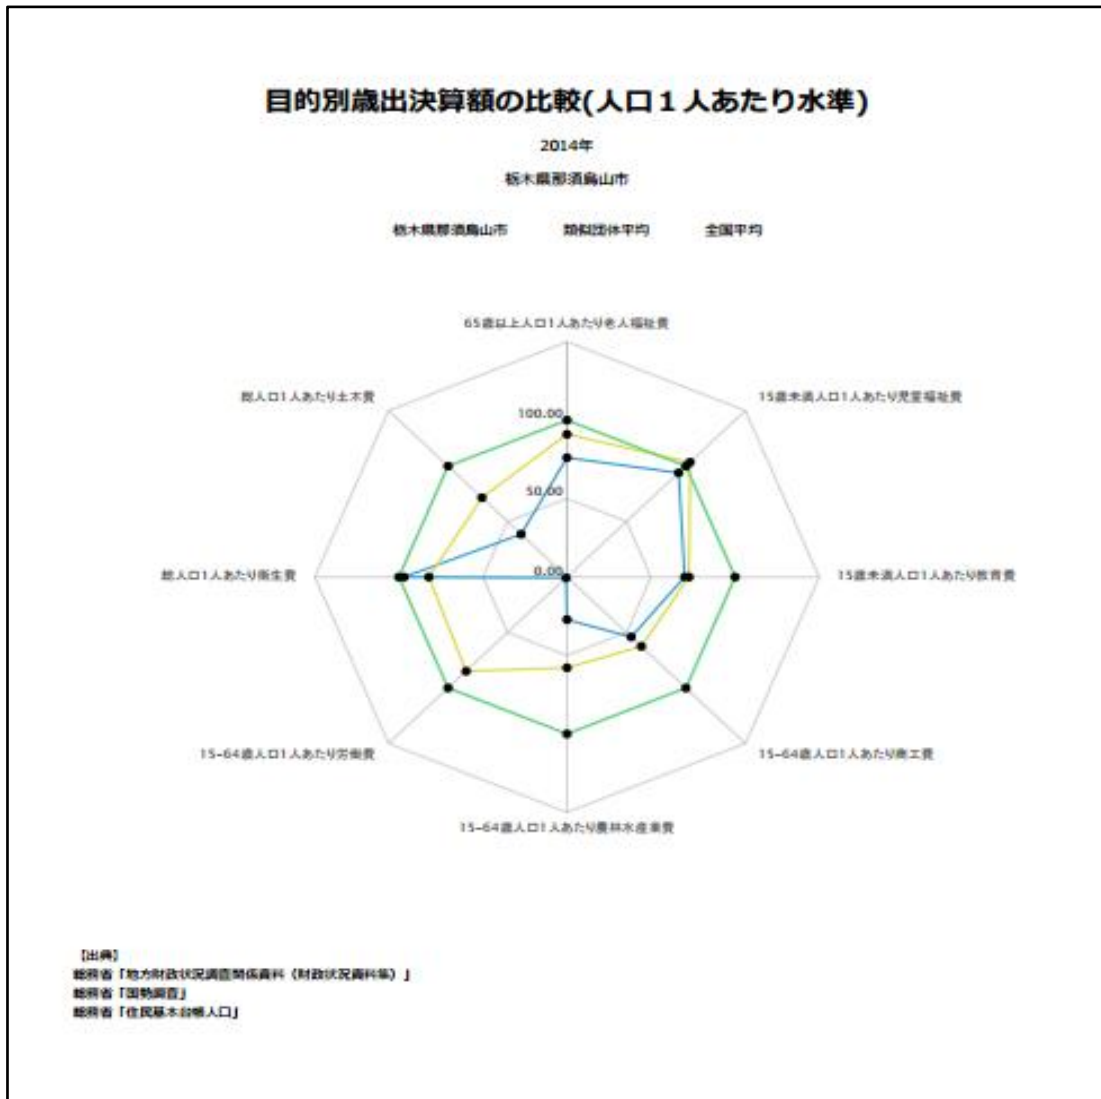 目的別歳出決算額の比較(人口１人あたり水準)
2014年
栃木県那須烏山市
栃木県那須烏山市 類似団体平均 全国平均
65歳以上人口1人あたり老人福祉費
総人口1人あたり土木費
15歳未満人口1人あたり児童福祉費
100.00
50.00
0.00
総人口1人あたり衛生費
15歳未満人口1人あたり教育費
15-64歳人口1人あたり労働費
15-64歳人口1人あたり商工費
15-64歳人口1人あたり農林水産業費
【出典】
総務省「地方財政状況調査関係資料（財政状況資料集）」
総務省「国勢調査」
総務省「住民基本台帳人口」